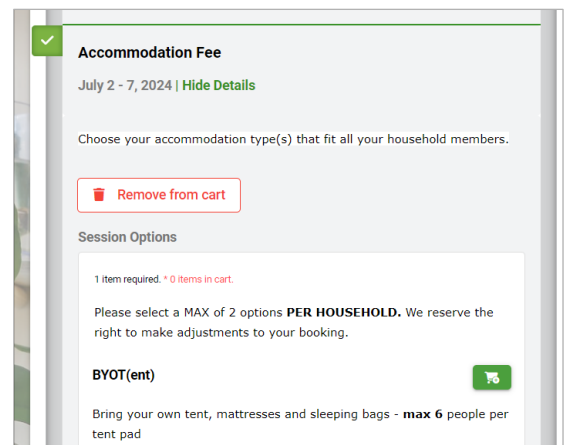 Accommodation Fee
July 2 - 7, 2024 | Hide Details
Choose your accommodation type(s) that fit all your household members.
Remove from cart
Session Options
1 item required. * 0 items in cart.
Please select a MAX of 2 options PER HOUSEHOLD. We reserve the
right to make adjustments to your booking.
BYOT(ent)
Bring your own tent, mattresses and sleeping bags - max 6 people per
tent pad